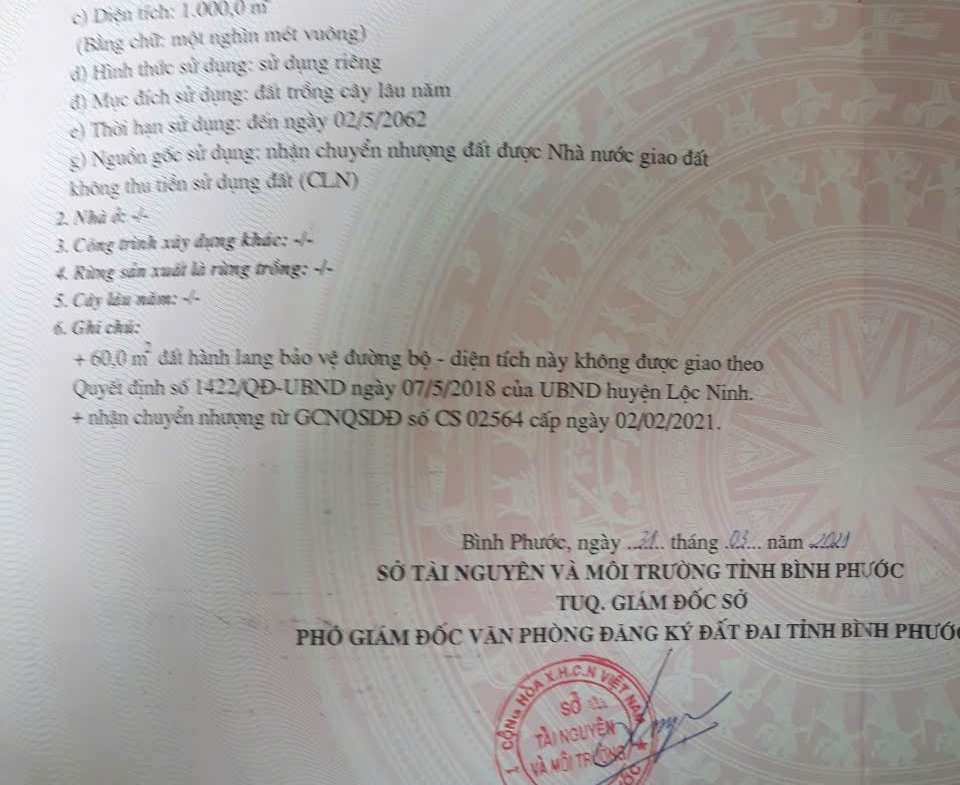 c) Diện tích: 1.000,0 m²
(Bằng chữ: một nghìn mét vuông)
d) Hình thức sử dụng: sử dụng riêng
đ) Mục đích sử dụng: đất trồng cây lâu năm
e) Thời hạn sử dụng: đến ngày 02/5/2062
g) Nguồn gốc sử dụng: nhận chuyển nhượng đất được Nhà nước giao đất
không thu tiền sử dụng đất (CLN)
2. Nhà ở: -/-
3. Công trình xây dựng khác: -/-
4. Rừng sản xuất là rừng trồng: -/-
5. Cây lâu năm: -/-
6. Ghi chú:
+ 60,0 m² đất hành lang bảo vệ đường bộ - diện tích này không được giao theo
Quyết định số 1422/QĐ-UBND ngày 07/5/2018 của UBND huyện Lộc Ninh.
+ nhận chuyển nhượng từ GCNQSDĐ số CS 02564 cấp ngày 02/02/2021.
Bình Phước, ngày ..31.. tháng .03... năm 2021
SỞ TÀI NGUYÊN VÀ MÔI TRƯỜNG TỈNH BÌNH PHƯỚC
TUQ. GIÁM ĐỐC SỞ
PHÓ GIÁM ĐỐC VĂN PHÒNG ĐĂNG KÝ ĐẤT ĐAI TỈNH BÌNH PHƯỚC
CỘNG HÒA X.H.C.N VIỆT NAM
SỞ
TÀI NGUYÊN
VÀ MÔI TRƯỜNG